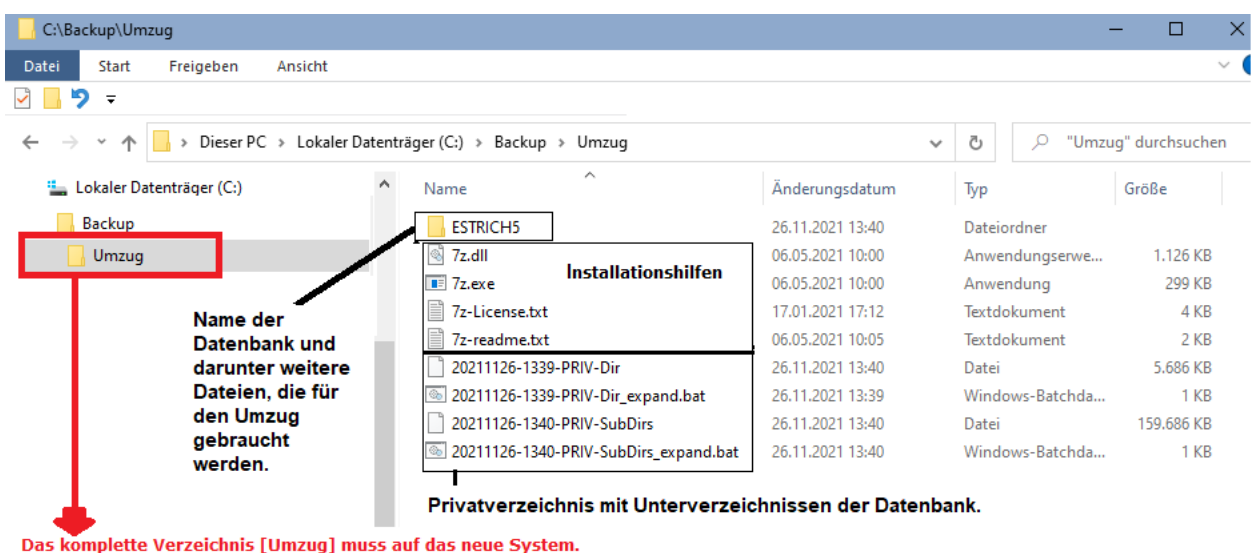 C:\Backup\Umzug
Datei Start Freigeben Ansicht
Dieser PC > Lokaler Datenträger (C:) > Backup > Umzug
"Umzug" durchsuchen
Lokaler Datenträger (C:)
Backup
Umzug
Name Änderungsdatum Typ Größe
ESTRICH5 26.11.2021 13:40 Dateiordner
7z.dll 06.05.2021 10:00 Anwendungserwe... 1.126 KB
7z.exe 06.05.2021 10:00 Anwendung 299 KB
7z-License.txt 17.01.2021 17:12 Textdokument 4 KB
7z-readme.txt 06.05.2021 10:05 Textdokument 2 KB
20211126-1339-PRIV-Dir 26.11.2021 13:40 Datei 5.686 KB
20211126-1339-PRIV-Dir_expand.bat 26.11.2021 13:39 Windows-Batchda... 1 KB
20211126-1340-PRIV-SubDirs 26.11.2021 13:40 Datei 159.686 KB
20211126-1340-PRIV-SubDirs_expand.bat 26.11.2021 13:40 Windows-Batchda... 1 KB
Installationshilfen
Name der
Datenbank und
darunter weitere
Dateien, die für
den Umzug
gebraucht
werden.
Privatverzeichnis mit Unterverzeichnissen der Datenbank.
Das komplette Verzeichnis [Umzug] muss auf das neue System.